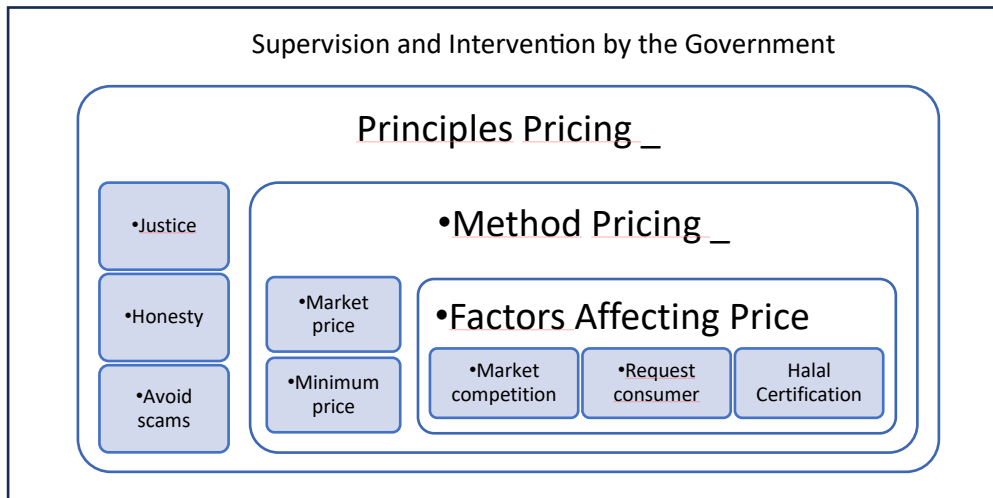 Supervision and Intervention by the Government
Principles Pricing _
•Justice
•Honesty
•Avoid
scams
•Method Pricing _
•Market
price
•Minimum
price
•Factors Affecting Price
•Market
competition
•Request
consumer
Halal
Certification